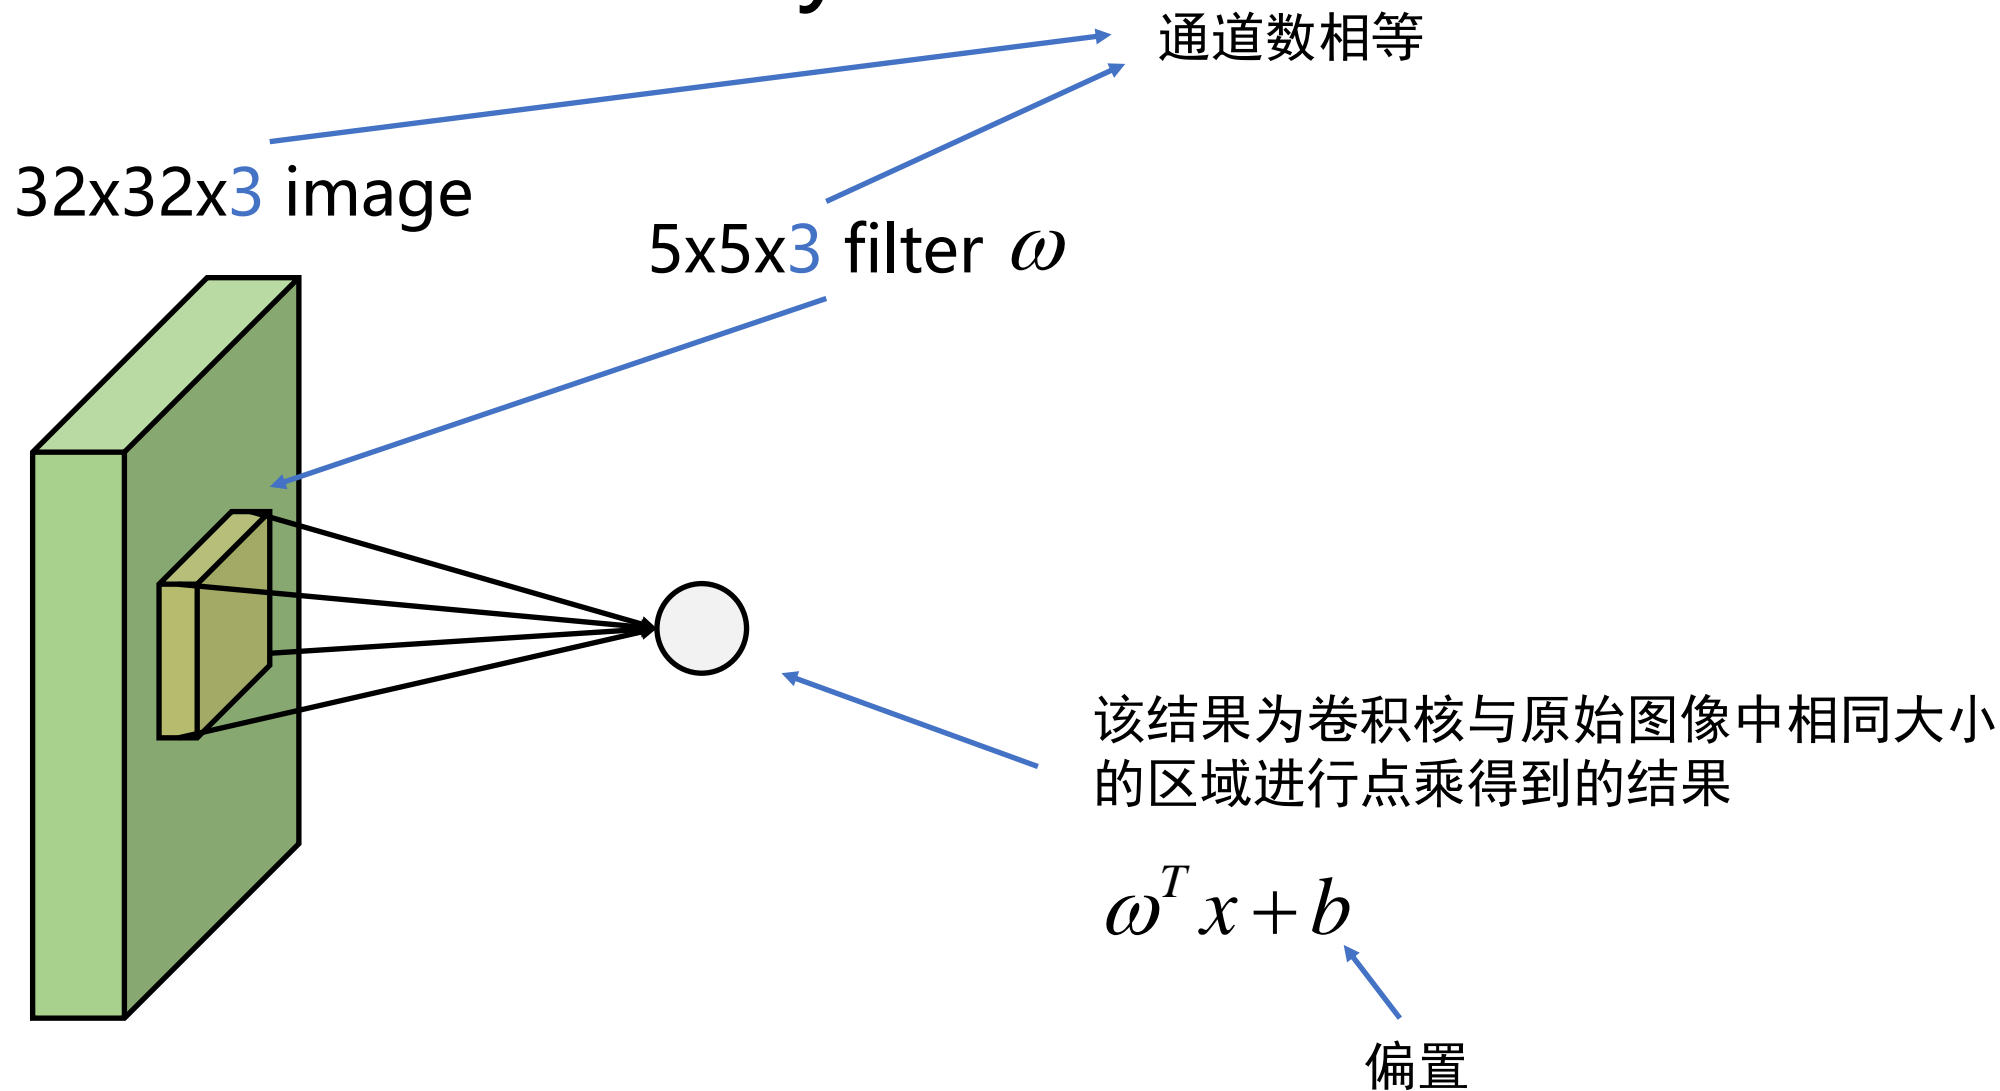 通道数相等
32x32x3 image
5x5x3 filter ω
该结果为卷积核与原始图像中相同大小
的区域进行点乘得到的结果
ω^T x + b
偏置